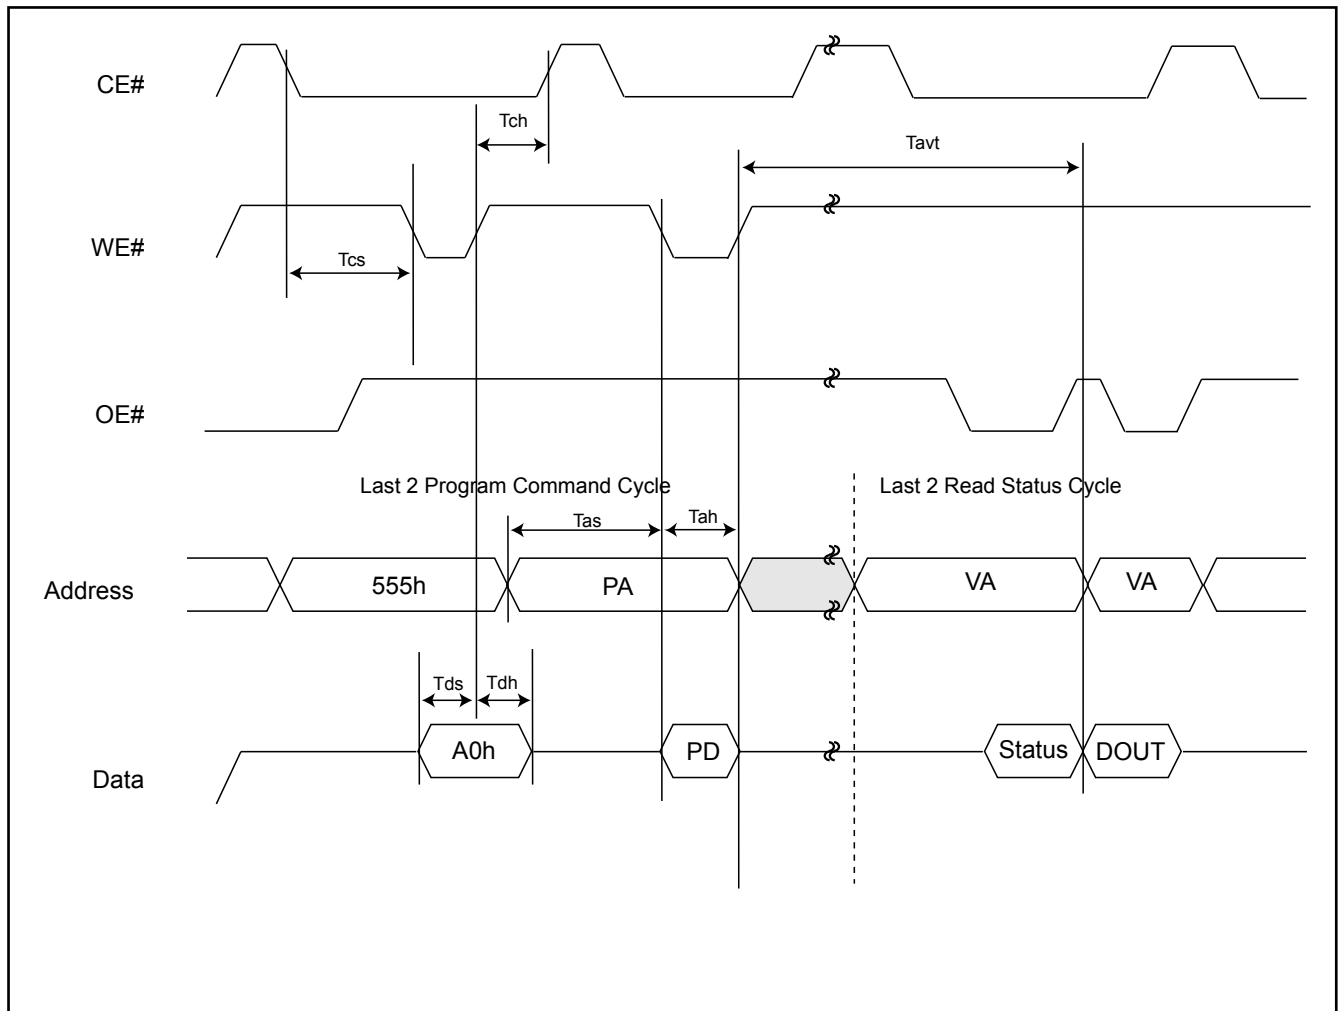 CE#
Tch
Tavt
WE#
Tcs
OE#
Last 2 Program Command Cycle
Last 2 Read Status Cycle
Tas
Tah
Address
555h
PA
VA
VA
Tds
Tdh
Data
A0h
PD
Status
DOUT